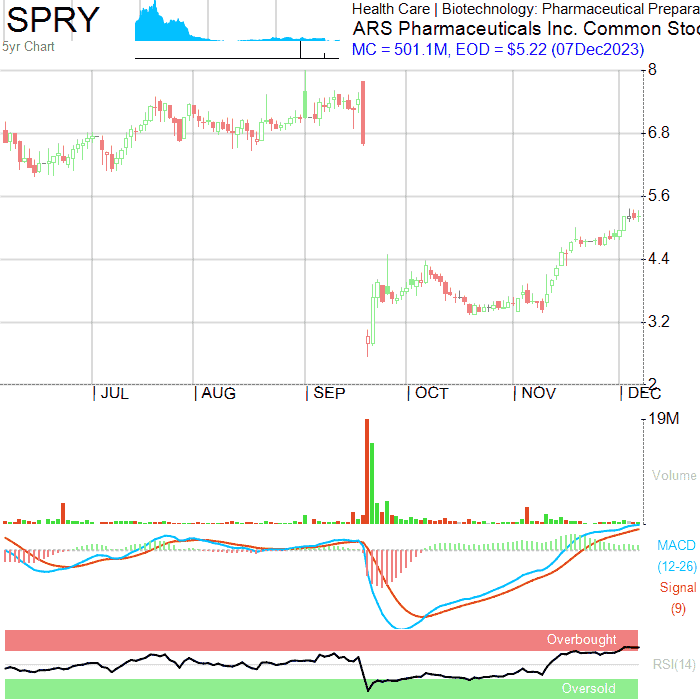 SPRY
5yr Chart
Health Care | Biotechnology: Pharmaceutical Prepara
ARS Pharmaceuticals Inc. Common Stoc
MC = 501.1M, EOD = $5.22 (07Dec2023)
8
6.8
5.6
4.4
3.2
2
JUL
AUG
SEP
OCT
NOV
DEC
19M
Volume
MACD
(12-26)
Signal
(9)
Overbought
RSI(14)
Oversold